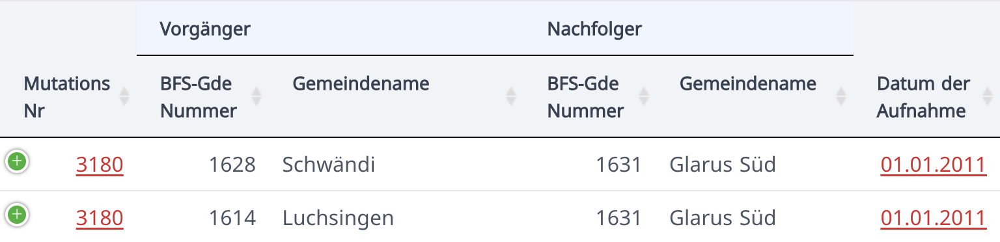 Vorgänger Nachfolger
Mutations Nr BFS-Gde Nummer Gemeindename BFS-Gde Nummer Gemeindename Datum der Aufnahme
3180 1628 Schwändi 1631 Glarus Süd 01.01.2011
3180 1614 Luchsingen 1631 Glarus Süd 01.01.2011